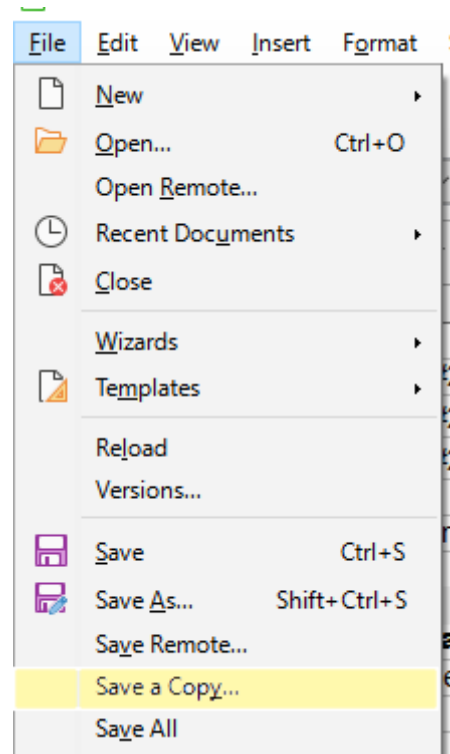 File Edit View Insert Format
New
Open... Ctrl+O
Open Remote...
Recent Documents
Close
Wizards
Templates
Reload
Versions...
Save Ctrl+S
Save As... Shift+Ctrl+S
Save Remote...
Save a Copy...
Save All